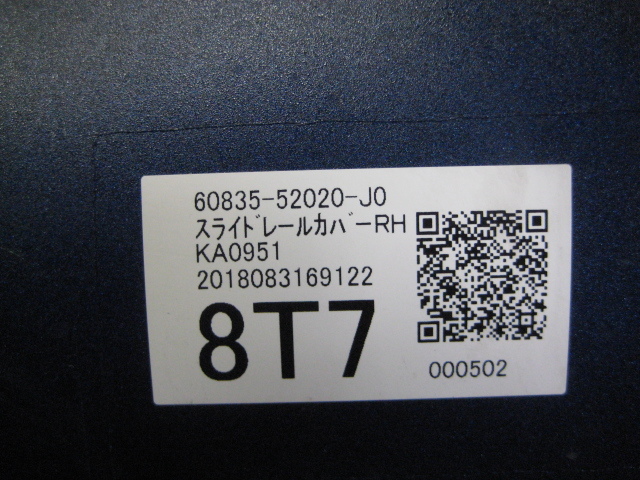 60835-52020-J0
ｽﾗｲﾄﾞﾚｰﾙｶﾊﾞｰRH
KA0951
2018083169122
8T7
000502